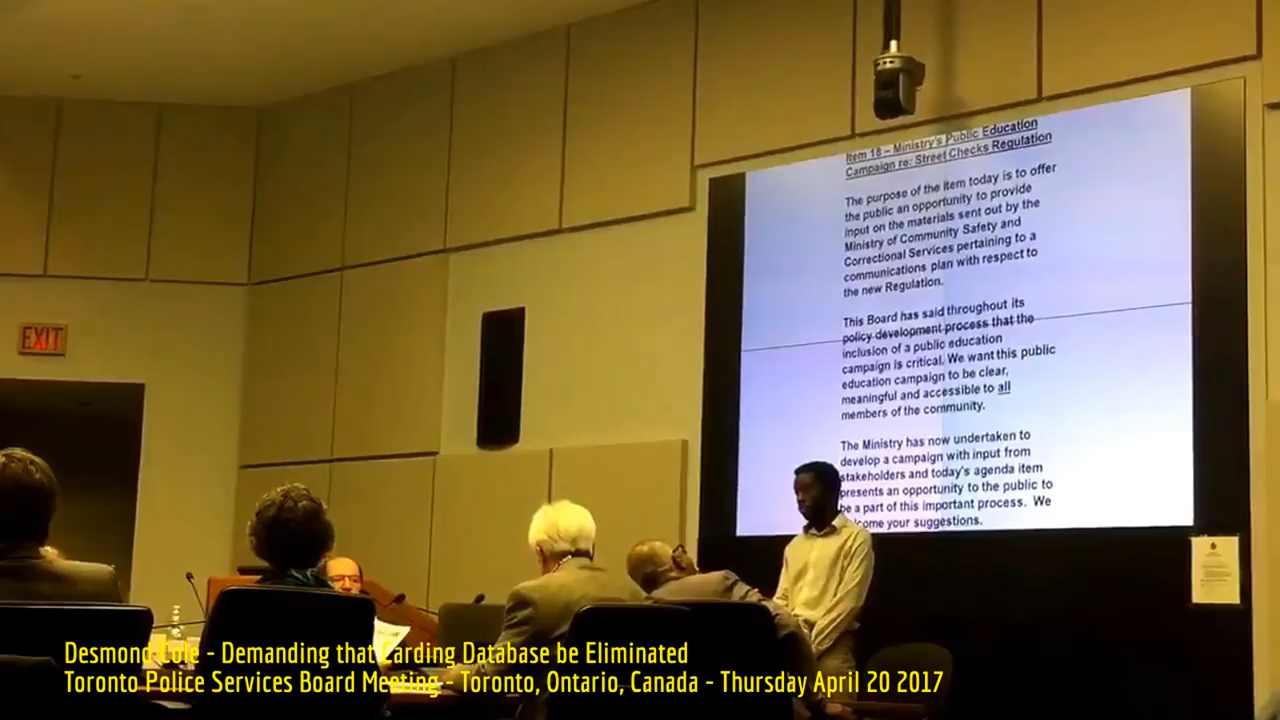 EXIT
Item 18 – Ministry's Public Education
Campaign re: Street Checks Regulation
The purpose of the Item today is to offer
the public an opportunity to provide
input on the materials sent out by the
Ministry of Community Safety and
Correctional Services pertaining to a
communications plan with respect to
the new Regulation.
This Board has said throughout its
policy development process that the
inclusion of a public education
campaign is critical. We want this public
education campaign to be clear,
meaningful and accessible to all
members of the community.
The Ministry has now undertaken to
develop a campaign with input from
stakeholders and today's agenda item
presents an opportunity to the public to
be a part of this important process. We
welcome your suggestions.
Desmond Cole - Demanding that Carding Database be Eliminated
Toronto Police Services Board Meeting - Toronto, Ontario, Canada - Thursday April 20 2017